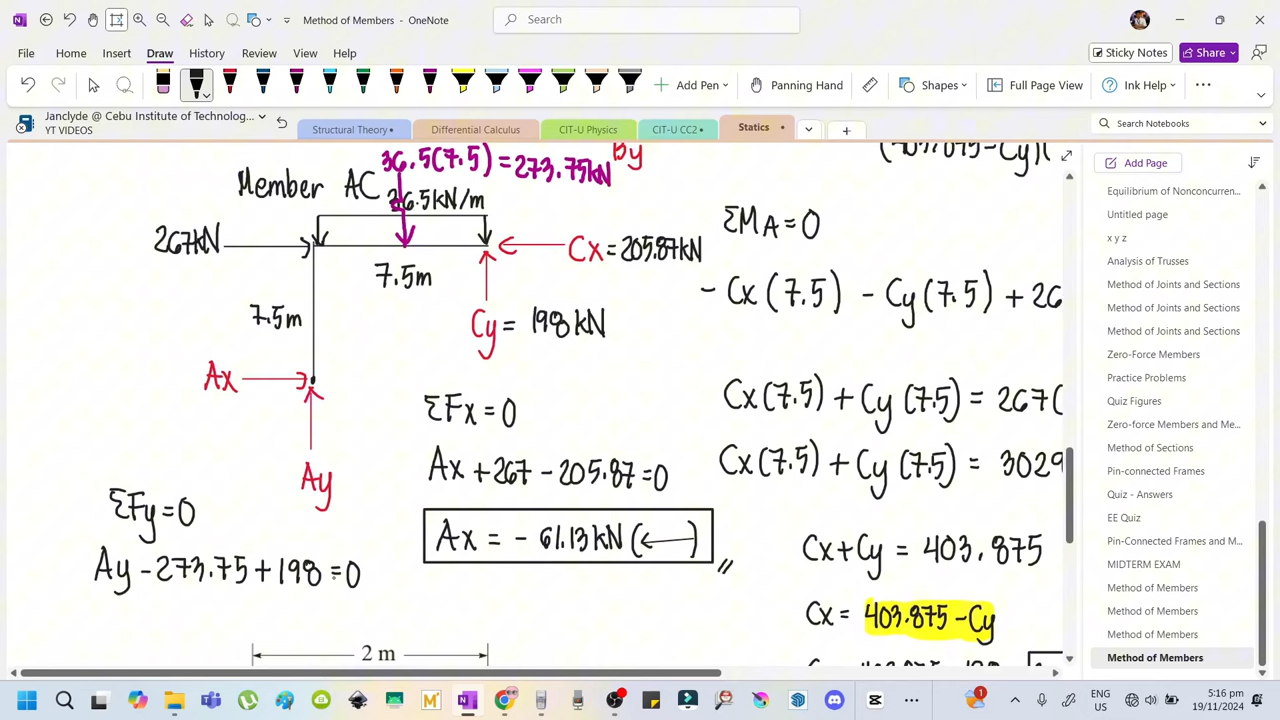 Method of Members - OneNote
Search
File Home Insert Draw History Review View Help
Sticky Notes
Share
Add Pen
Panning Hand
Shapes
Full Page View
Ink Help
Janclyde @ Cebu Institute of Technolog...
YT VIDEOS
Structural Theory
Differential Calculus
CIT-U Physics
CIT-U CC2
Statics
Search Notebooks
Add Page
Equilibrium of Nonconcurren...
Untitled page
x y z
Analysis of Trusses
Method of Joints and Sections
Method of Joints and Sections
Method of Joints and Sections
Zero-Force Members
Practice Problems
Quiz Figures
Zero-force Members and Me...
Method of Sections
Pin-connected Frames
Quiz - Answers
EE Quiz
Pin-Connected Frames and M...
MIDTERM EXAM
Method of Members
Method of Members
Method of Members
Method of Members
36.5(7.5) = 273.75kN
By
Member AC
26.5kN/m
267kN
Cx = 205.87kN
7.5m
7.5m
Cy = 198kN
Ax
Ay
ΣFx = 0
Ax + 267 - 205.87 = 0
Ax = - 61.13kN (←)
ΣFy = 0
Ay - 273.75 + 198 = 0
2 m
(403.875 - Cy)(
ΣMA = 0
- Cx(7.5) - Cy(7.5) + 26
Cx(7.5) + Cy(7.5) = 267(
Cx(7.5) + Cy(7.5) = 3029
Cx + Cy = 403.875
Cx = 403.875 - Cy
ENG
US
5:16 pm
19/11/2024